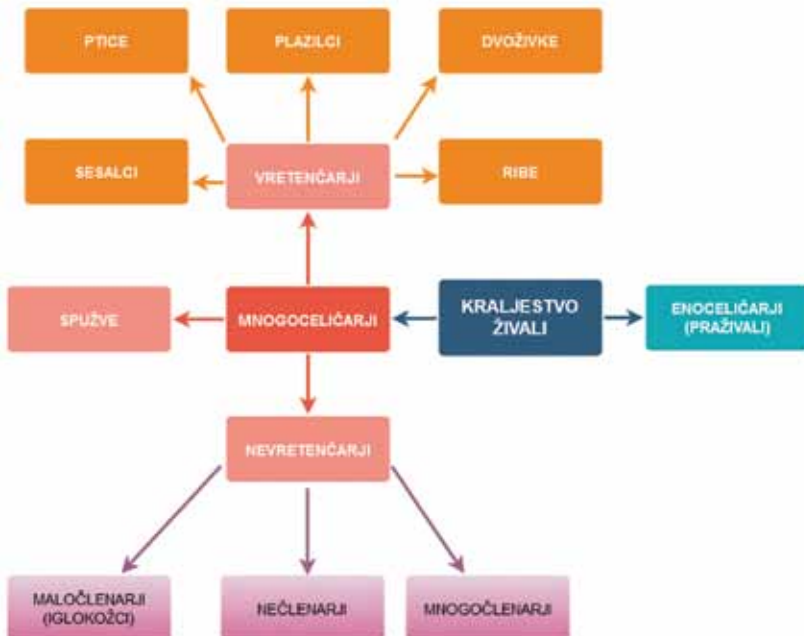 PTICE
PLAZILCI
DVOŽIVKE
SESALCI
VRETENČARJI
RIBE
SPUŽVE
MNOGOCELIČARJI
KRALJESTVO
ŽIVALI
ENOCELIČARJI
(PRAŽIVALI)
NEVRETENČARJI
MALOČLENARJI
(IGLOKOŽCI)
NEČLENARJI
MNOGOČLENARJI